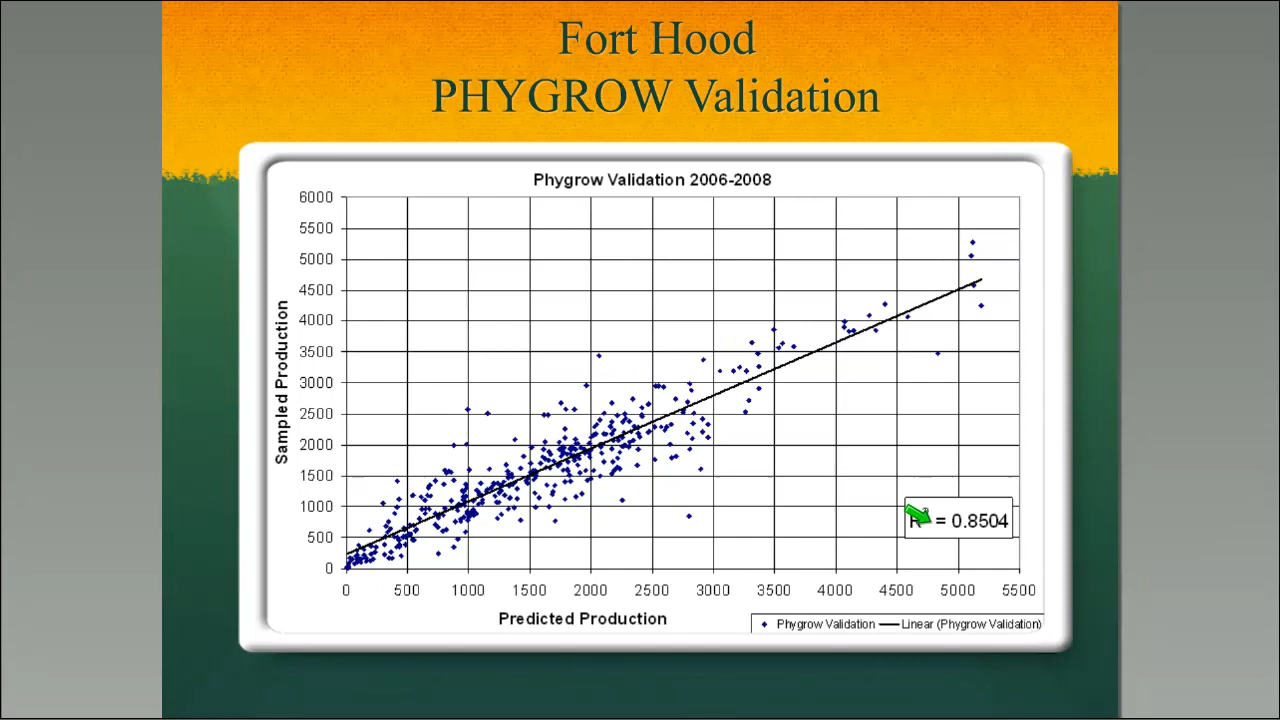 Fort Hood
PHYGROW Validation
Phygrow Validation 2006-2008
6000
5500
5000
4500
4000
3500
3000
2500
2000
1500
1000
500
0
Sampled Production
0 500 1000 1500 2000 2500 3000 3500 4000 4500 5000 5500
Predicted Production
R² = 0.8504
Phygrow Validation Linear (Phygrow Validation)